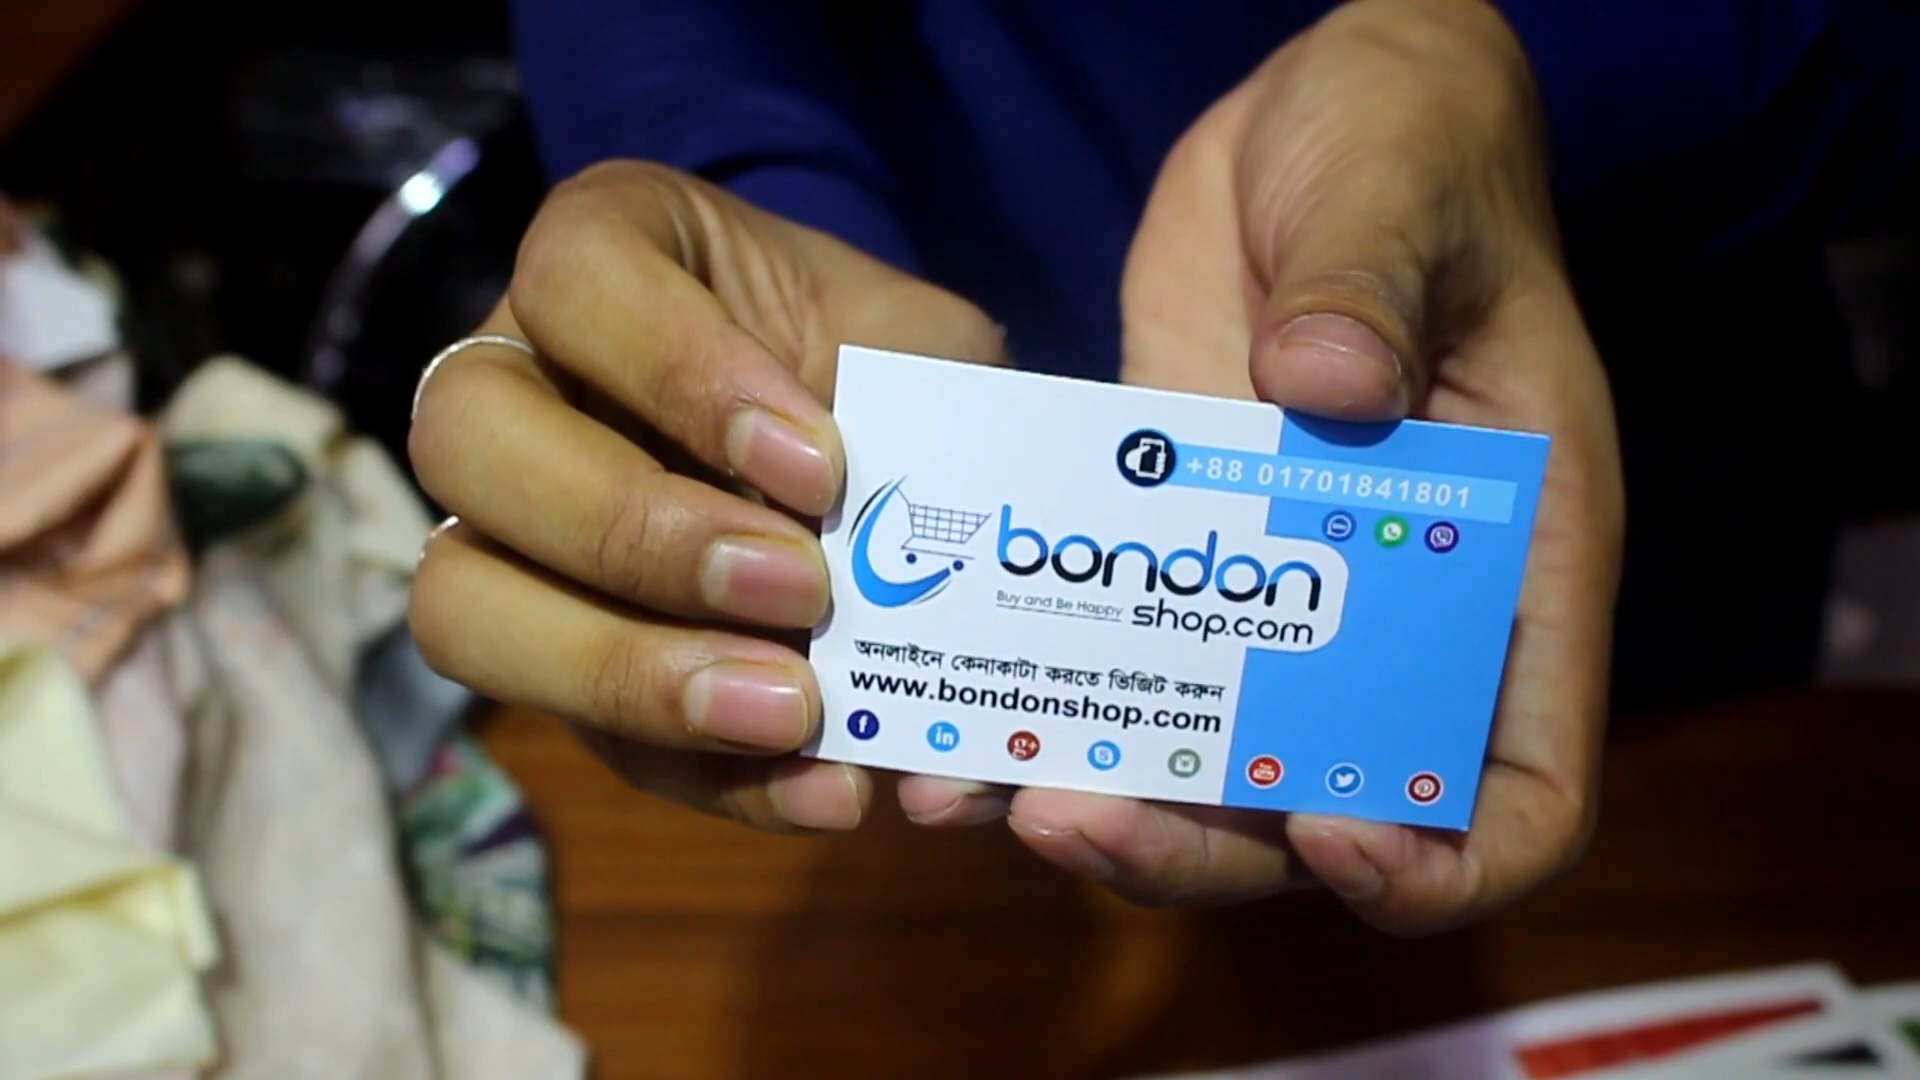 +88 01701841801
bondon
Buy and Be Happy
shop.com
অনলাইনে কেনাকাটা করতে ভিজিট করুন
www.bondonshop.com